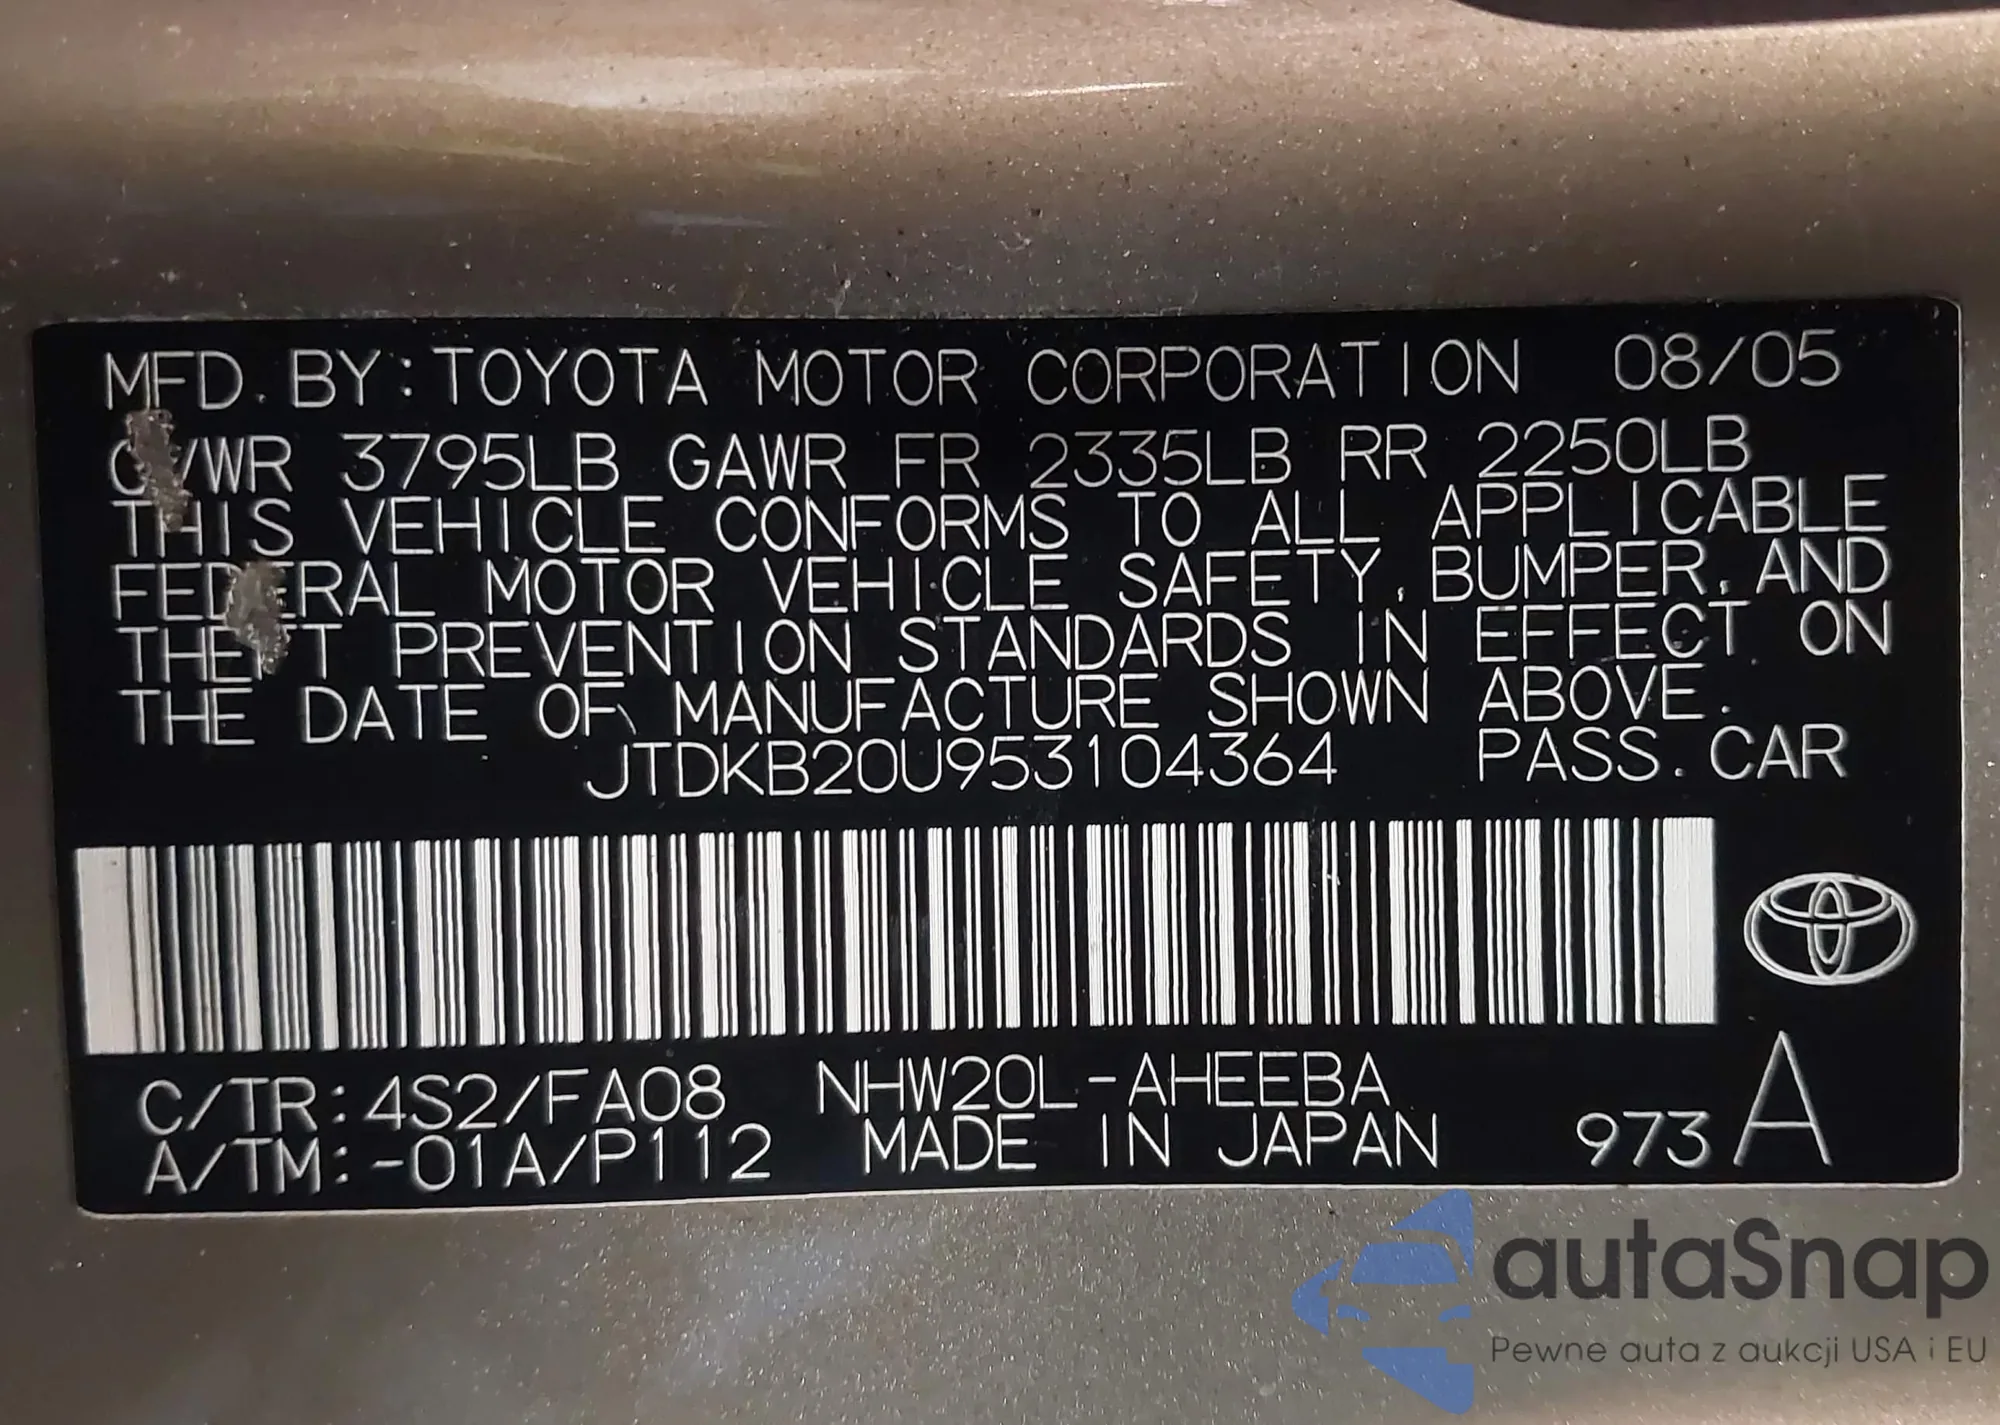 MFD. BY: TOYOTA MOTOR CORPORATION 08/05
GVWR 3795LB GAWR FR 2335LB RR 2250LB
THIS VEHICLE CONFORMS TO ALL APPLICABLE
FEDERAL MOTOR VEHICLE SAFETY, BUMPER, AND
THEFT PREVENTION STANDARDS IN EFFECT ON
THE DATE OF MANUFACTURE SHOWN ABOVE.
JTDKB20U953104364 PASS. CAR
C/TR: 4S2/FA08 NHW20L-AHEEBA
A/TM: -01A/P112 MADE IN JAPAN 973 A
autaSnap
Pewne auta z aukcji USA i EU